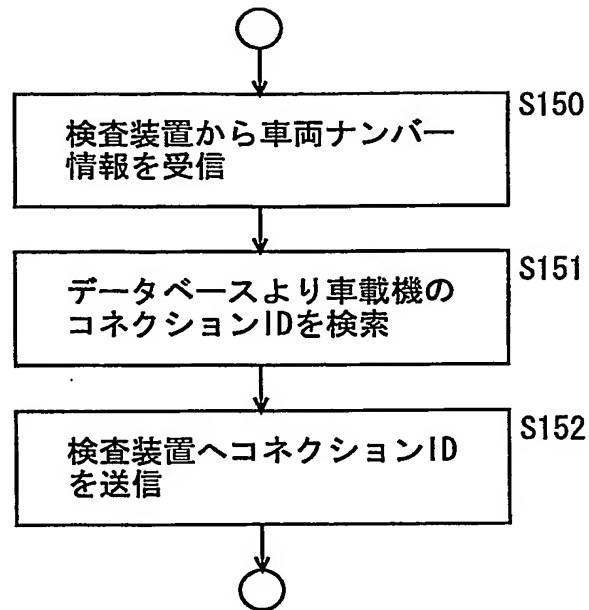 S150
検査装置から車両ナンバー
情報を受信
S151
データベースより車載機の
コネクションIDを検索
S152
検査装置へコネクションID
を送信